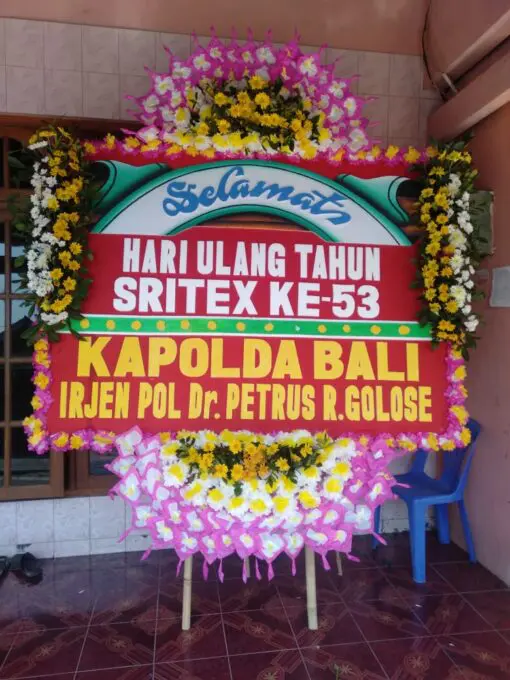 Selamat
HARI ULANG TAHUN
SRITEX KE-53
KAPOLDA BALI
IRJEN POL Dr. PETRUS R.GOLOSE